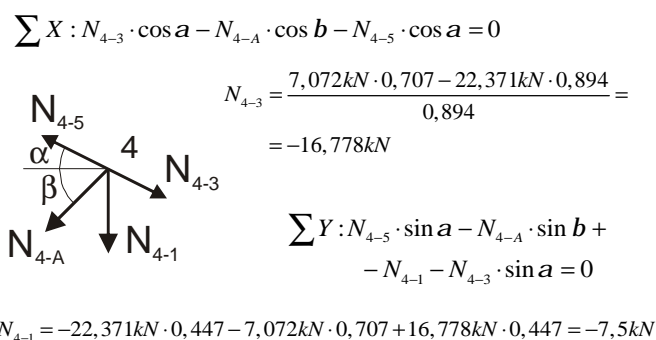 ∑X : N₄₋₃ · cos a − N₄₋A · cos b − N₄₋₅ · cos a = 0
N₄₋₃ = (7,072kN · 0,707 − 22,371kN · 0,894) / 0,894 =
= −16,778kN
N₄₋₅
α
4
N₄₋₃
β
N₄₋A
N₄₋₁
∑Y : N₄₋₅ · sin a − N₄₋A · sin b +
− N₄₋₁ − N₄₋₃ · sin a = 0
N₄₋₁ = −22,371kN · 0,447 − 7,072kN · 0,707 + 16,778kN · 0,447 = −7,5kN